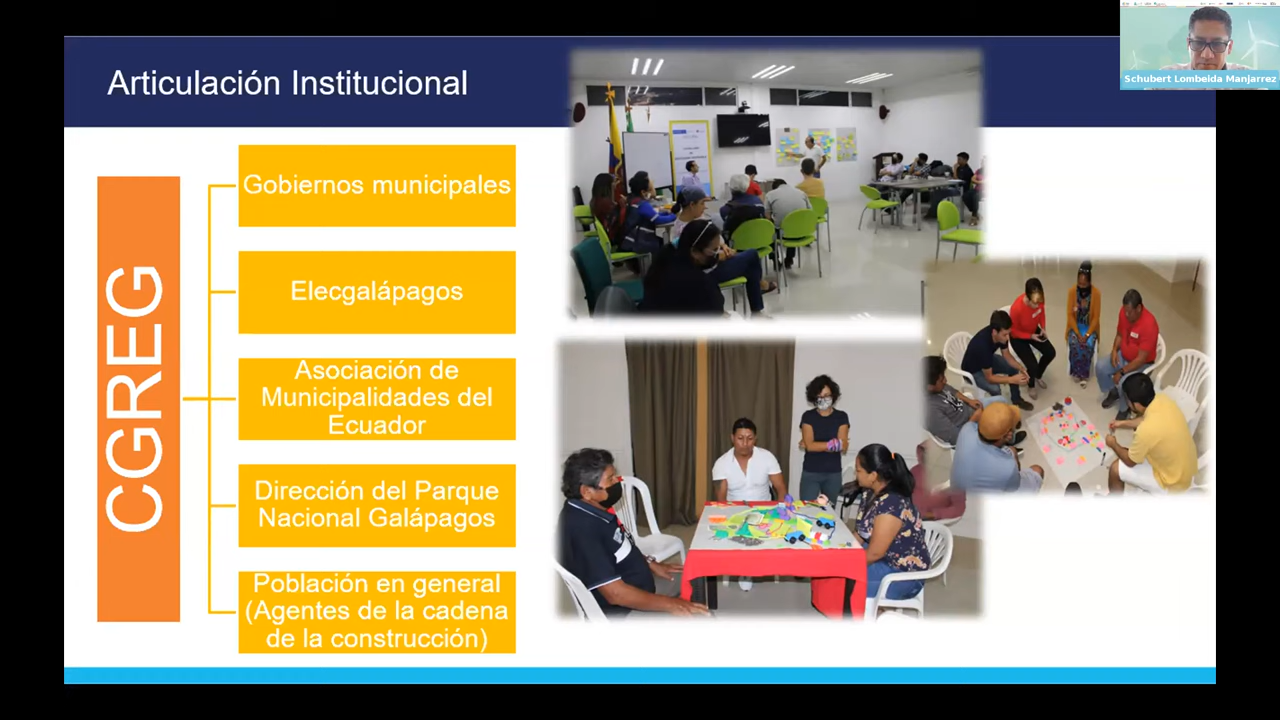 Schubert Lombeida Manjarrez
Articulación Institucional
CGREG
Gobiernos municipales
Elecgalápagos
Asociación de
Municipalidades del
Ecuador
Dirección del Parque
Nacional Galápagos
Población en general
(Agentes de la cadena
de la construcción)